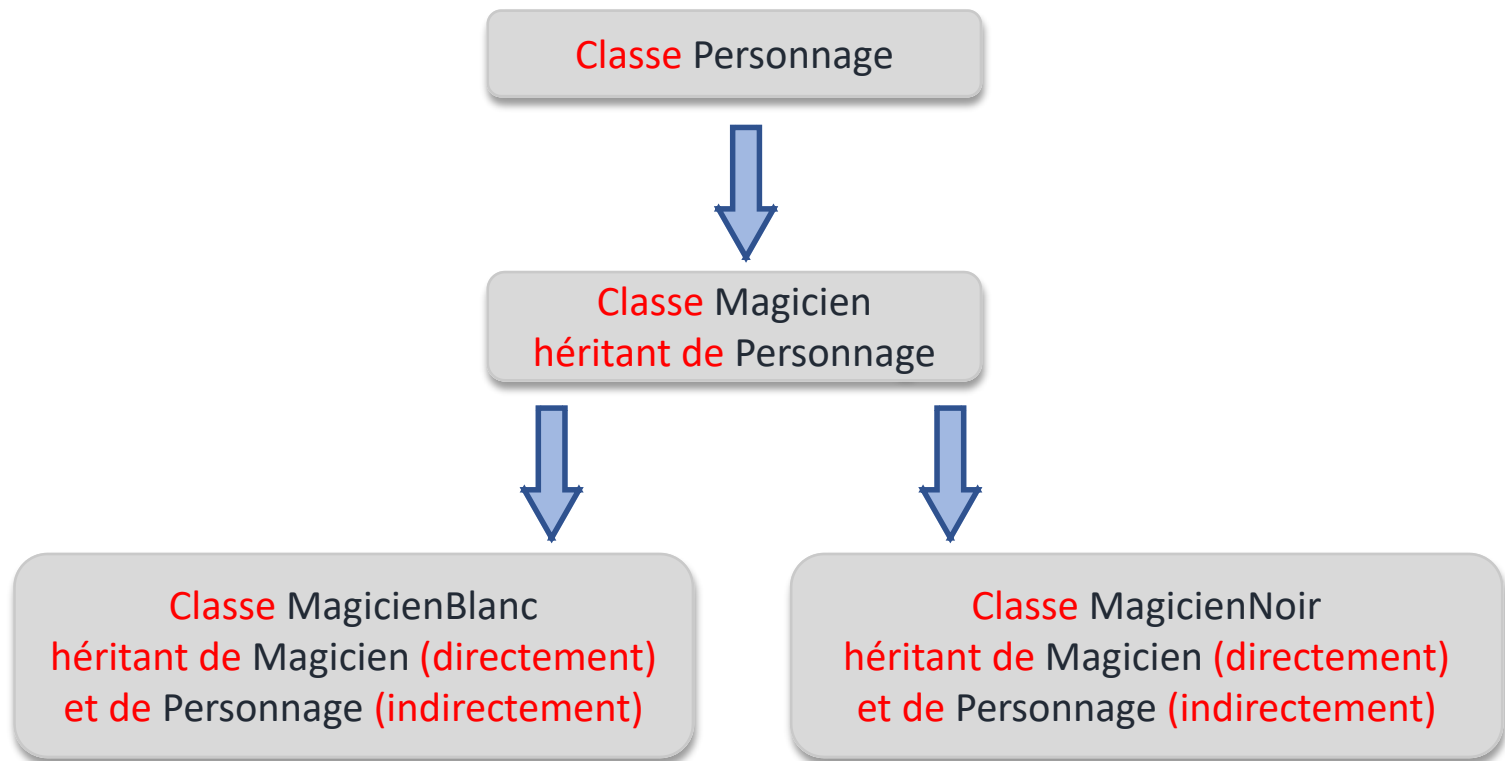 Classe Personnage
Classe Magicien
héritant de Personnage
Classe MagicienBlanc
héritant de Magicien (directement)
et de Personnage (indirectement)
Classe MagicienNoir
héritant de Magicien (directement)
et de Personnage (indirectement)